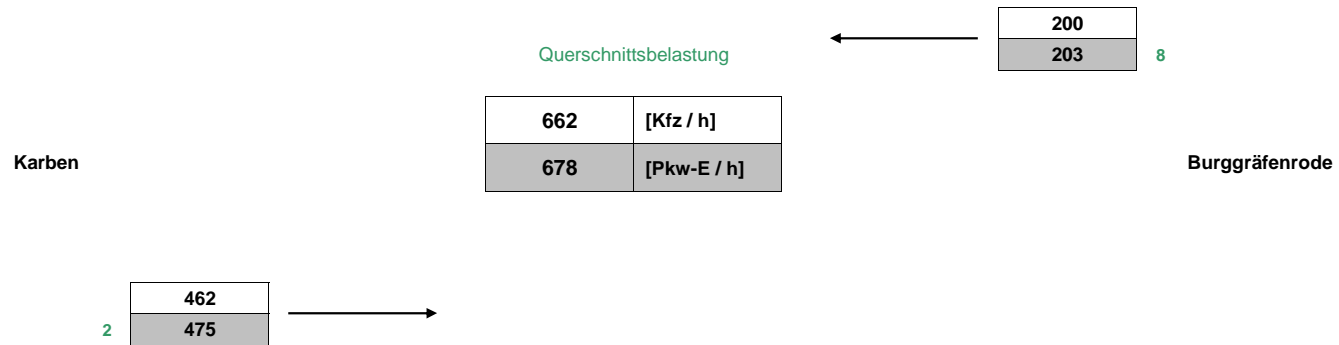 200
203 8
Querschnittsbelastung
662 [Kfz / h]
Karben 678 [Pkw-E / h] Burggräfenrode
462
2 475